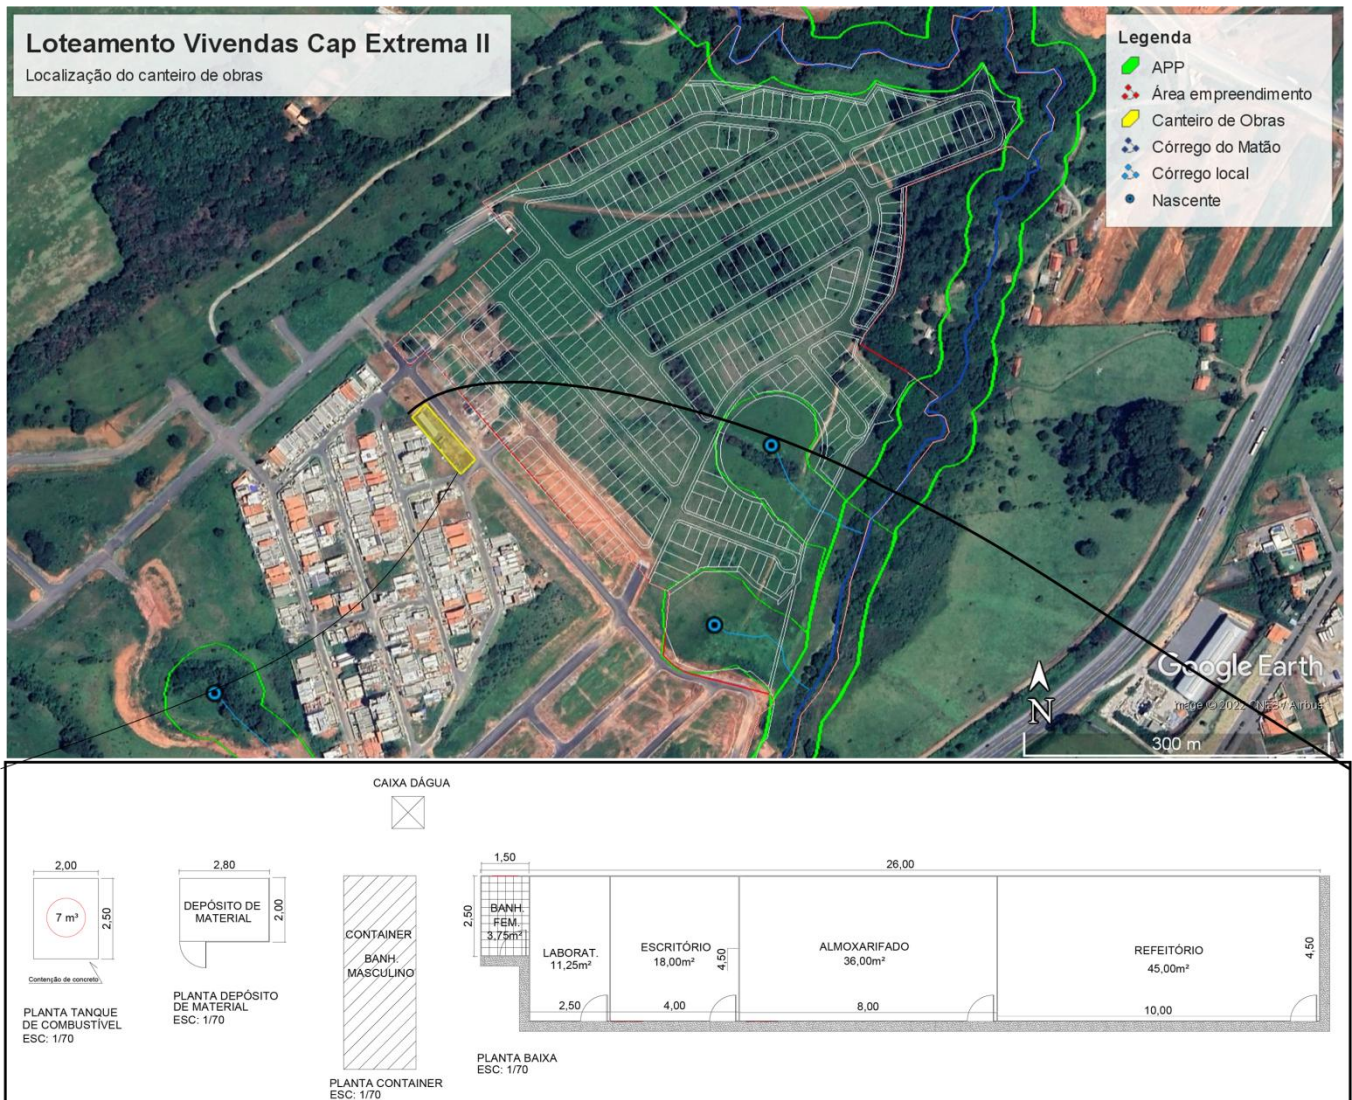 Loteamento Vivendas Cap Extrema II
Localização do canteiro de obras
Legenda
APP
Área empreendimento
Canteiro de Obras
Córrego do Matão
Córrego local
Nascente
Google Earth
N
300 m
CAIXA DÁGUA
2,00
7 m³
2,50
Contenção de concreto
PLANTA TANQUE
DE COMBUSTÍVEL
ESC: 1/70
2,80
DEPÓSITO DE
MATERIAL
2,00
PLANTA DEPÓSITO
DE MATERIAL
ESC: 1/70
CONTAINER
BANH.
MASCULINO
PLANTA CONTAINER
ESC: 1/70
1,50
26,00
2,50
BANH.
FEM.
3,75m²
LABORAT.
11,25m²
2,50
ESCRITÓRIO
18,00m²
4,50
4,00
ALMOXARIFADO
36,00m²
8,00
REFEITÓRIO
45,00m²
4,50
10,00
PLANTA BAIXA
ESC: 1/70